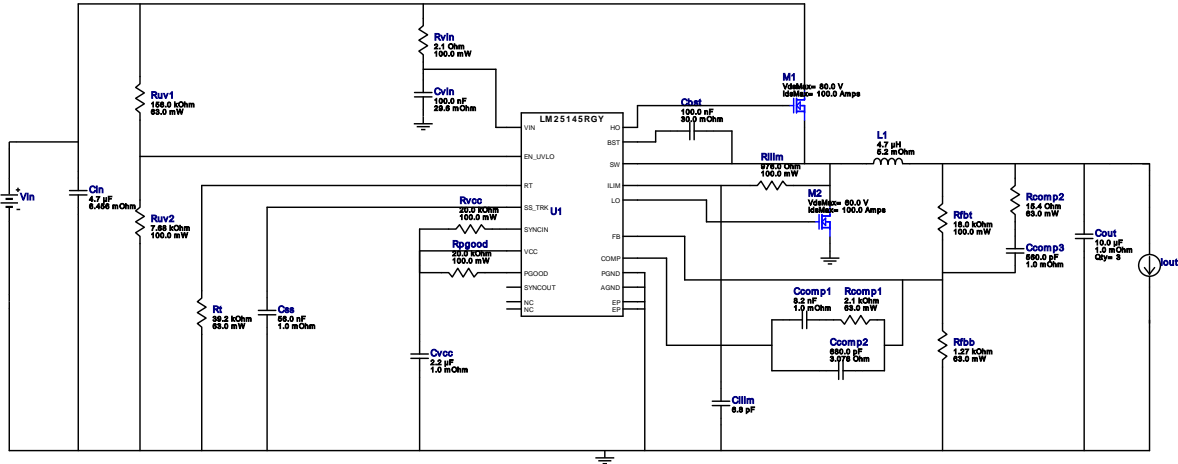 Vin
Cin
4.7 µF
6.456 mOhm
Ruv1
158.0 kOhm
63.0 mW
Ruv2
7.68 kOhm
100.0 mW
Rt
39.2 kOhm
63.0 mW
Css
56.0 nF
1.0 mOhm
Rvin
2.1 Ohm
100.0 mW
Cvin
100.0 nF
29.6 mOhm
Rvcc
20.0 kOhm
100.0 mW
Rpgood
20.0 kOhm
100.0 mW
Cvcc
2.2 µF
1.0 mOhm
LM25145RGY
U1
VIN
EN_UVLO
RT
SS_TRK
SYNCIN
VCC
PGOOD
SYNCOUT
NC
NC
HO
BST
SW
ILIM
LO
FB
COMP
PGND
AGND
EP
EP
Cbst
100.0 nF
30.0 mOhm
M1
VdsMax= 80.0 V
IdsMax= 100.0 Amps
Rilim
976.0 Ohm
100.0 mW
M2
VdsMax= 60.0 V
IdsMax= 100.0 Amps
L1
4.7 µH
5.2 mOhm
Ccomp1
8.2 nF
1.0 mOhm
Rcomp1
2.1 kOhm
63.0 mW
Ccomp2
680.0 pF
3.078 Ohm
Cilim
6.8 pF
Rfbt
18.0 kOhm
100.0 mW
Rfbb
1.27 kOhm
63.0 mW
Rcomp2
15.4 Ohm
63.0 mW
Ccomp3
560.0 pF
1.0 mOhm
Cout
10.0 µF
1.0 mOhm
Qty= 3
Iout